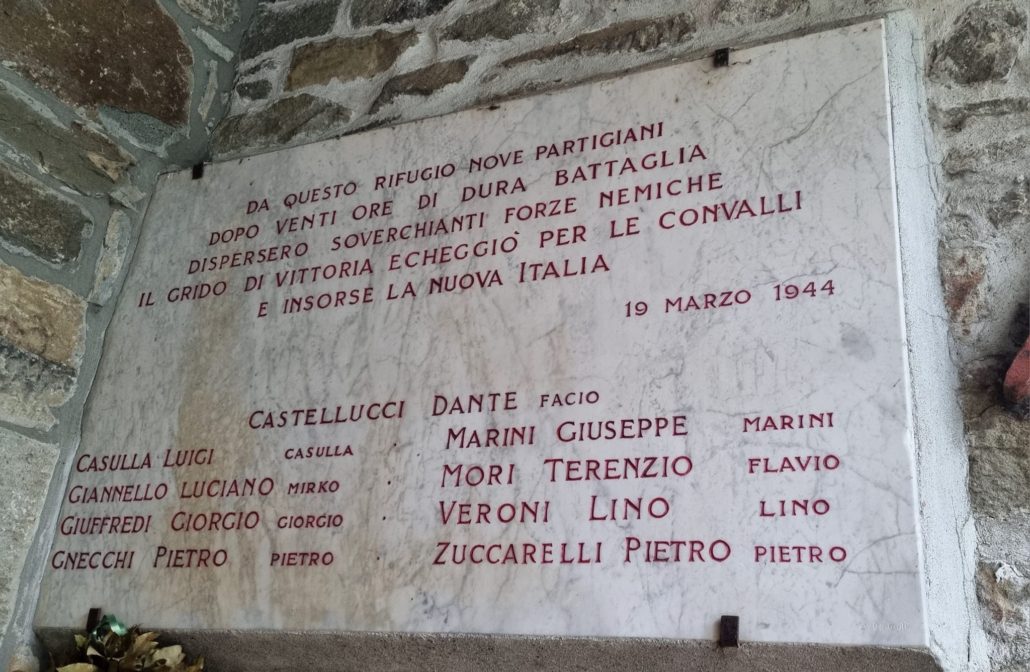 DA QUESTO RIFUGIO NOVE PARTIGIANI
DOPO VENTI ORE DI DURA BATTAGLIA
DISPERSERO SOVERCHIANTI FORZE NEMICHE
IL GRIDO DI VITTORIA ECHEGGIÒ PER LE CONVALLI
E INSORSE LA NUOVA ITALIA
19 MARZO 1944
CASTELLUCCI DANTE FACIO
CASULLA LUIGI CASULLA · MARINI GIUSEPPE MARINI
GIANNELLO LUCIANO MIRKO · MORI TERENZIO FLAVIO
GIUFFREDI GIORGIO GIORGIO · VERONI LINO LINO
GNECCHI PIETRO PIETRO · ZUCCARELLI PIETRO PIETRO